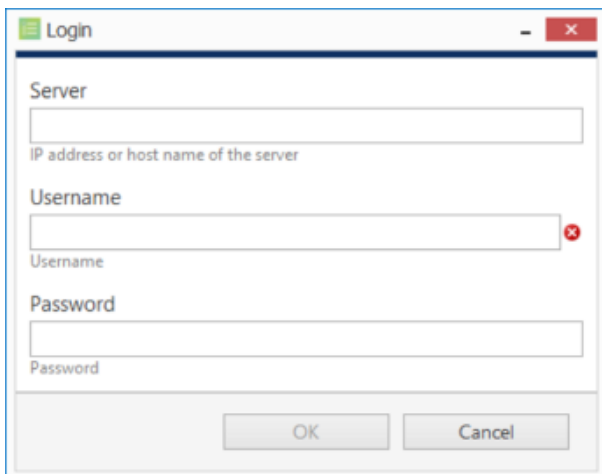 Login
Server
IP address or host name of the server
Username
Username
Password
Password
OK Cancel